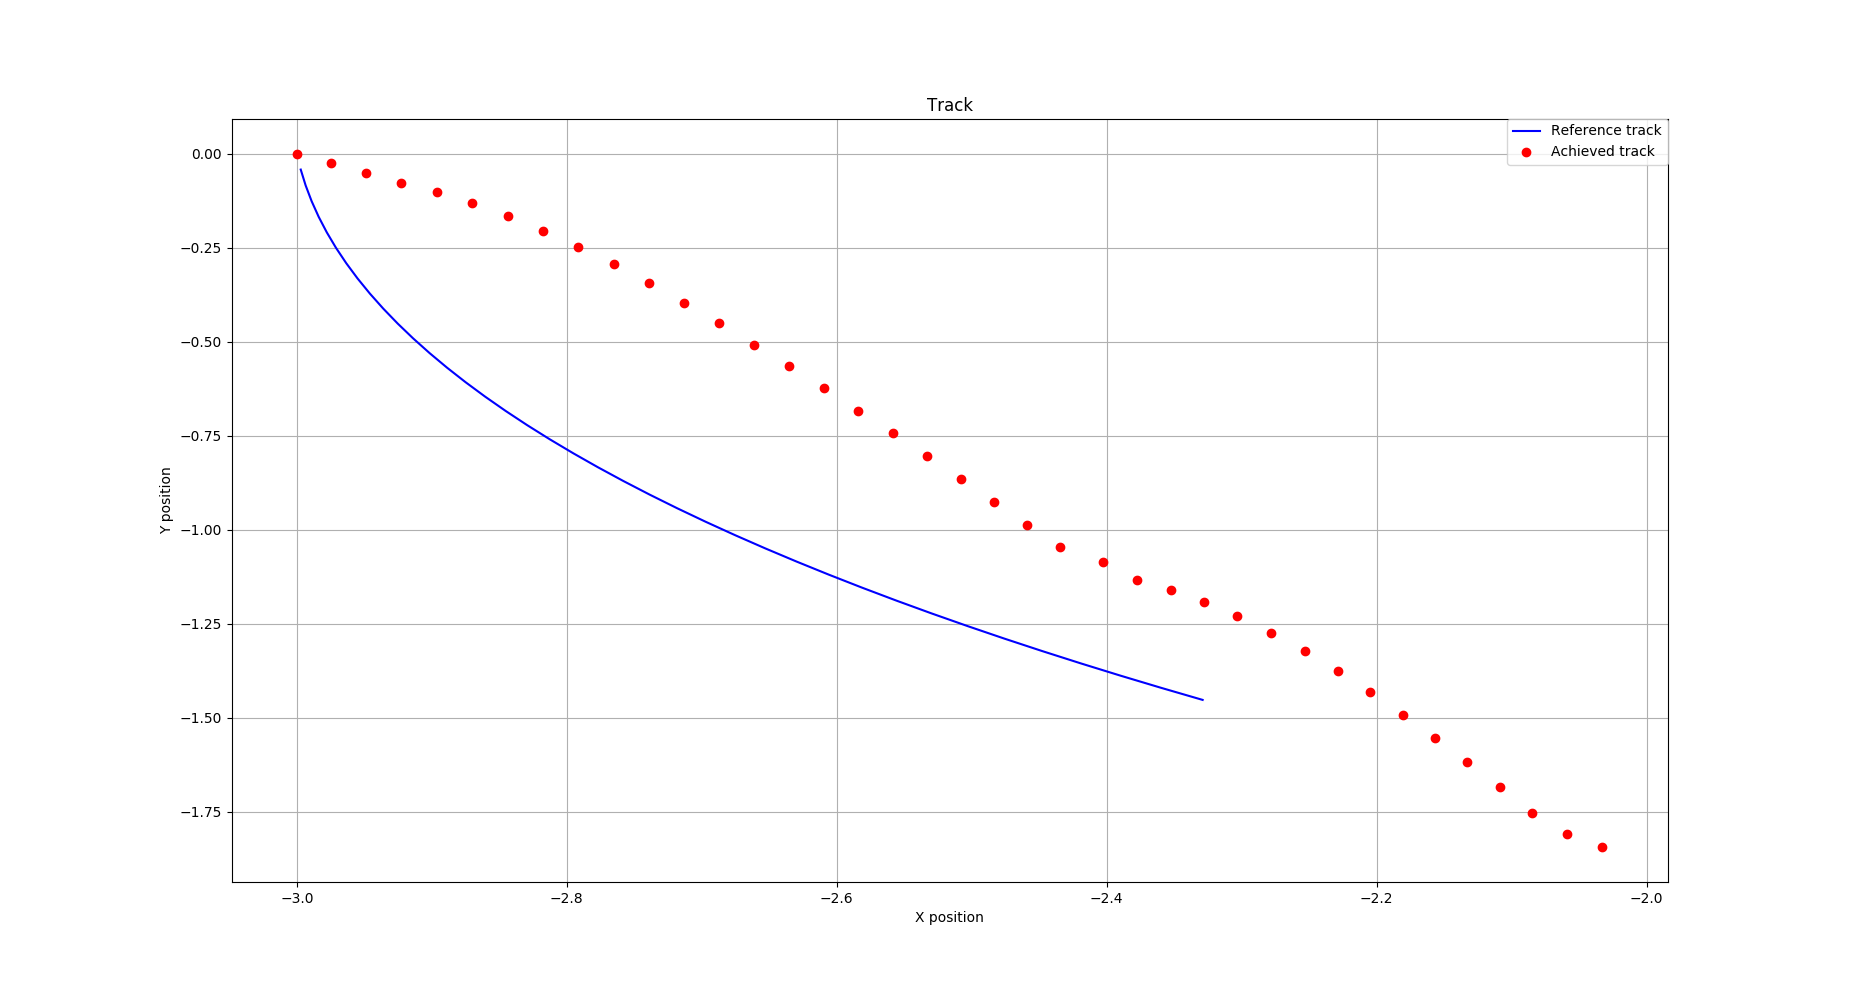 Track
Reference track
Achieved track
0.00
−0.25
−0.50
−0.75
−1.00
−1.25
−1.50
−1.75
Y position
−3.0 −2.8 −2.6 −2.4 −2.2 −2.0
X position